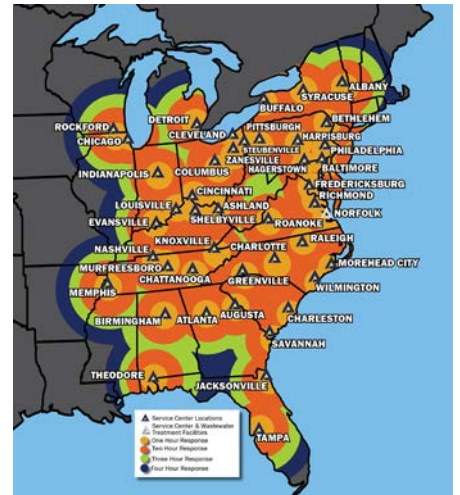 ALBANY
SYRACUSE
BUFFALO
BETHLEHEM
DETROIT
CLEVELAND
PITTSBURGH
HARPISBURG
ROCKFORD
CHICAGO
STEUBENVILLE
PHILADELPHIA
ZANESVILLE
BALTIMORE
INDIANAPOLIS
COLUMBUS
HAGERSTOWN
CINCINNATI
FREDERICKSBURG
RICHMOND
LOUISVILLE
ASHLAND
NORFOLK
EVANSVILLE
SHELBYVILLE
ROANOKE
KNOXVILLE
RALEIGH
NASHVILLE
CHARLOTTE
MURFREESBORO
MOREHEAD CITY
CHATTANOOGA
GREENVILLE
MEMPHIS
WILMINGTON
BIRMINGHAM
ATLANTA
AUGUSTA
CHARLESTON
SAVANNAH
THEODORE
JACKSONVILLE
TAMPA
Service Center Locations
Service Center & Wastewater
Treatment Facilities
One Hour Response
Two Hour Response
Three Hour Response
Four Hour Response